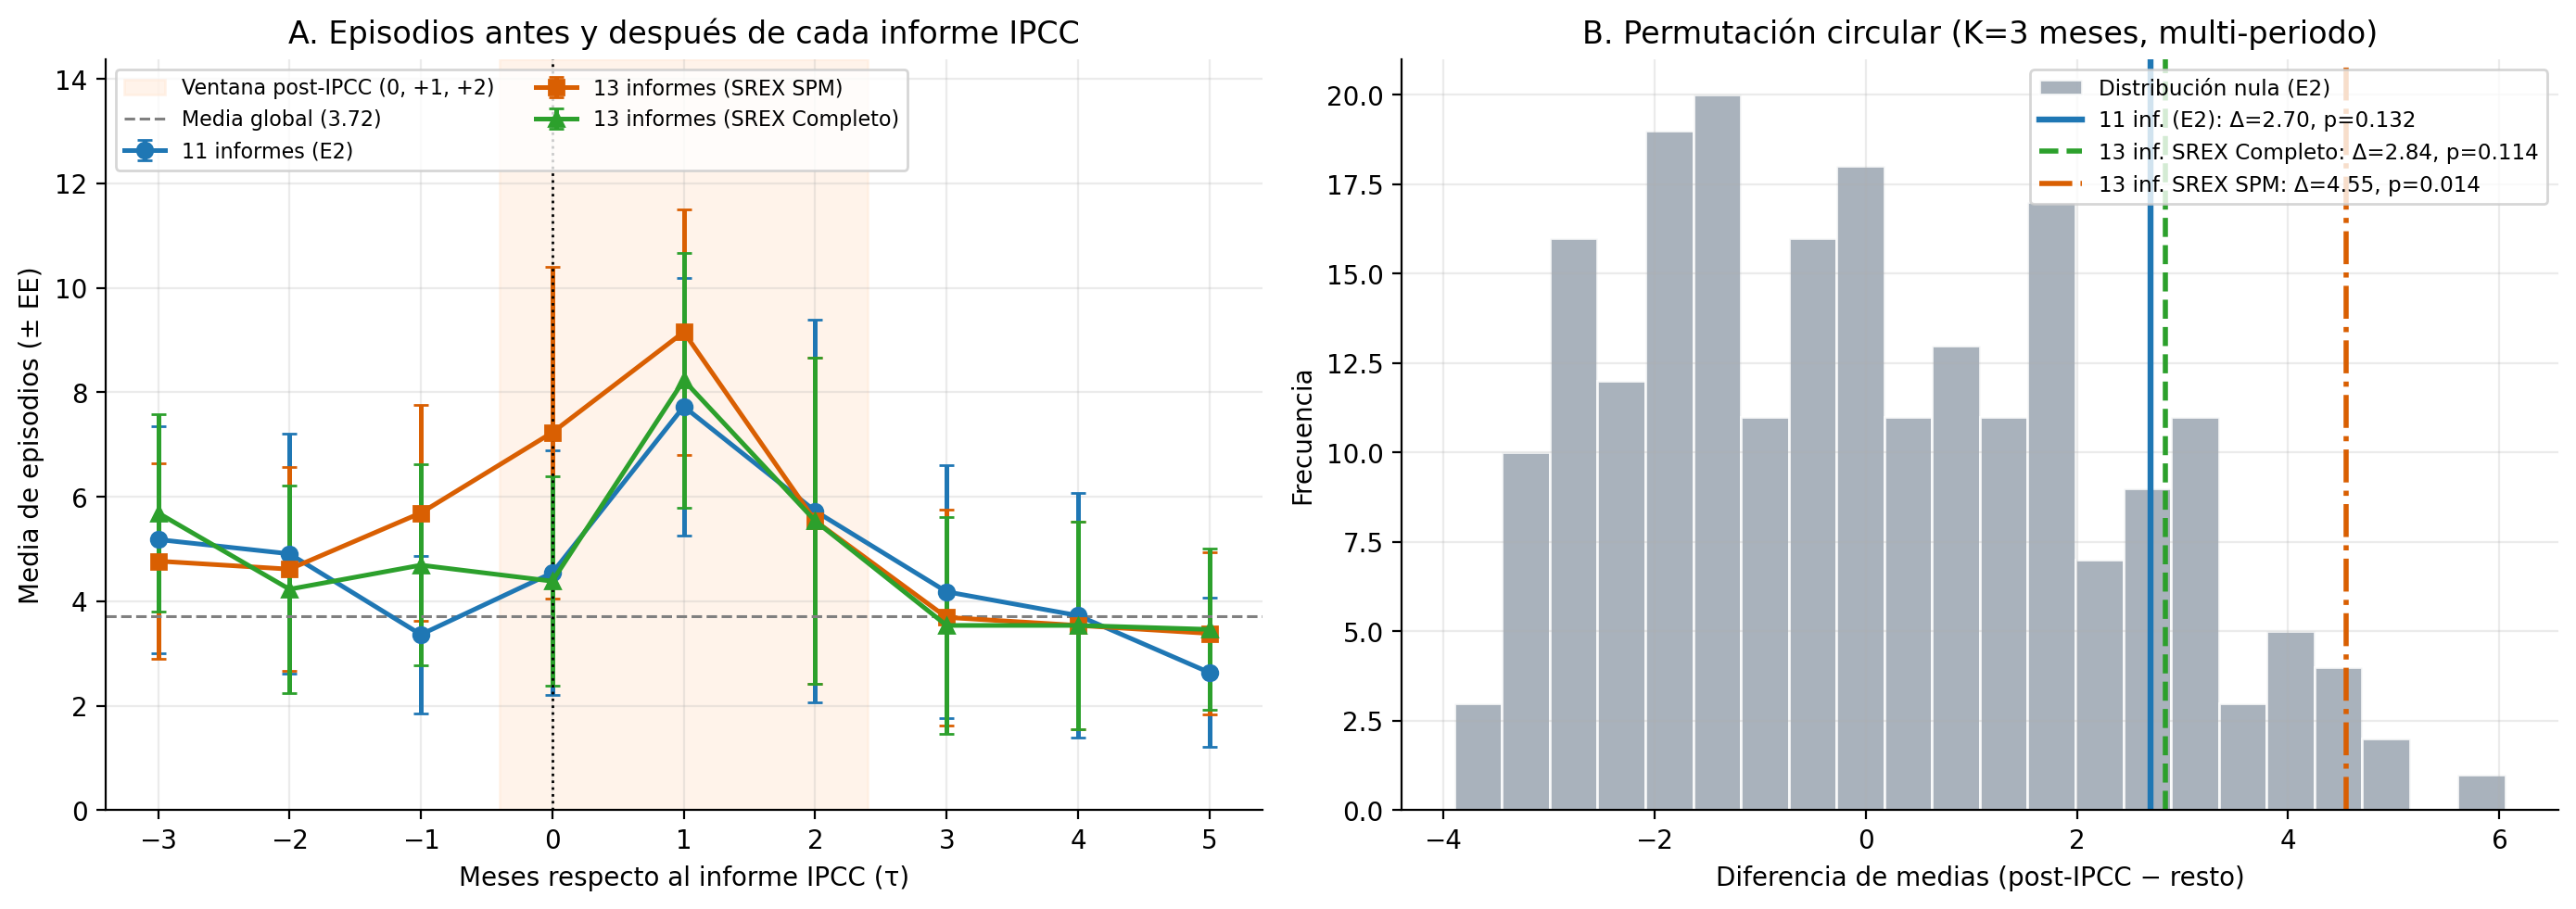 A. Episodios antes y después de cada informe IPCC
14
12
10
8
6
4
2
0
Media de episodios (± EE)
Ventana post-IPCC (0, +1, +2)
Media global (3.72)
11 informes (E2)
13 informes (SREX SPM)
13 informes (SREX Completo)
−3 −2 −1 0 1 2 3 4 5
Meses respecto al informe IPCC (τ)
B. Permutación circular (K=3 meses, multi-periodo)
20.0
17.5
15.0
12.5
10.0
7.5
5.0
2.5
0.0
Frecuencia
Distribución nula (E2)
11 inf. (E2): Δ=2.70, p=0.132
13 inf. SREX Completo: Δ=2.84, p=0.114
13 inf. SREX SPM: Δ=4.55, p=0.014
−4 −2 0 2 4 6
Diferencia de medias (post-IPCC − resto)